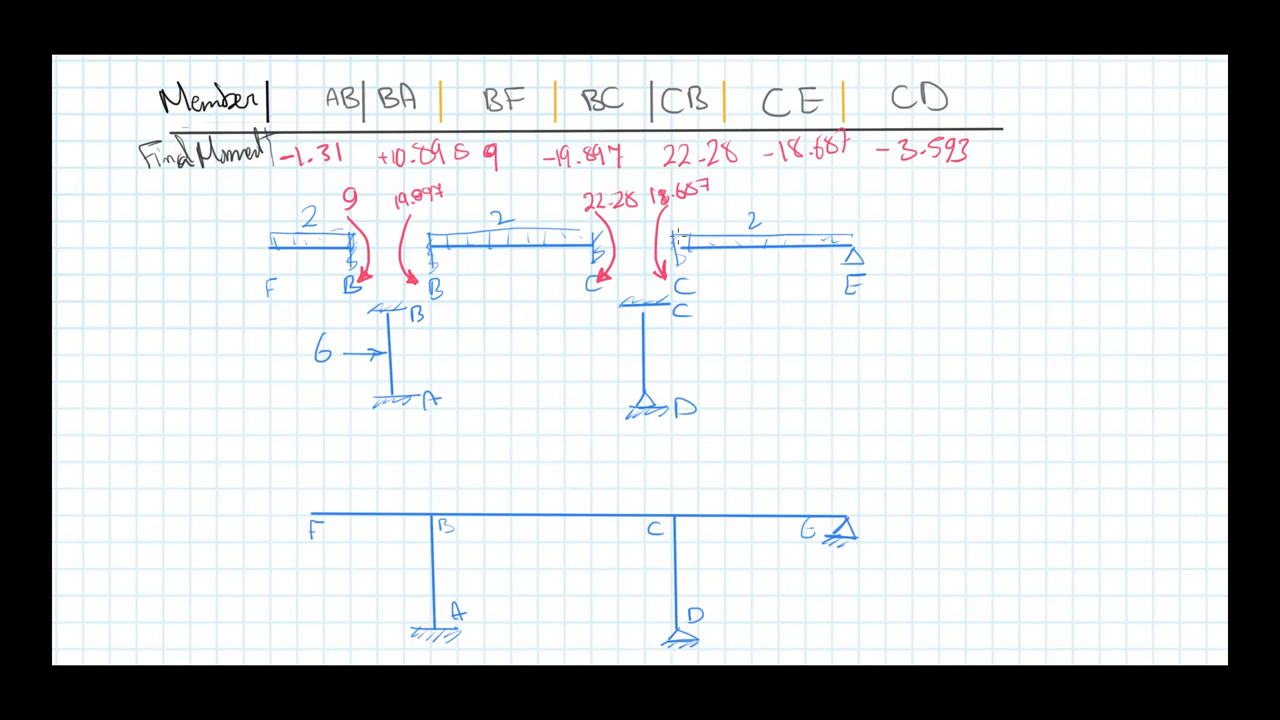 Member AB BA BF BC CB CE CD
Final Moment -1.31 +10.896 9 -19.897 22.28 -18.687 -3.593
9 19.897 22.28 18.687
2 2 2
F B B C C E
B C
6
A D
F B C E
A D